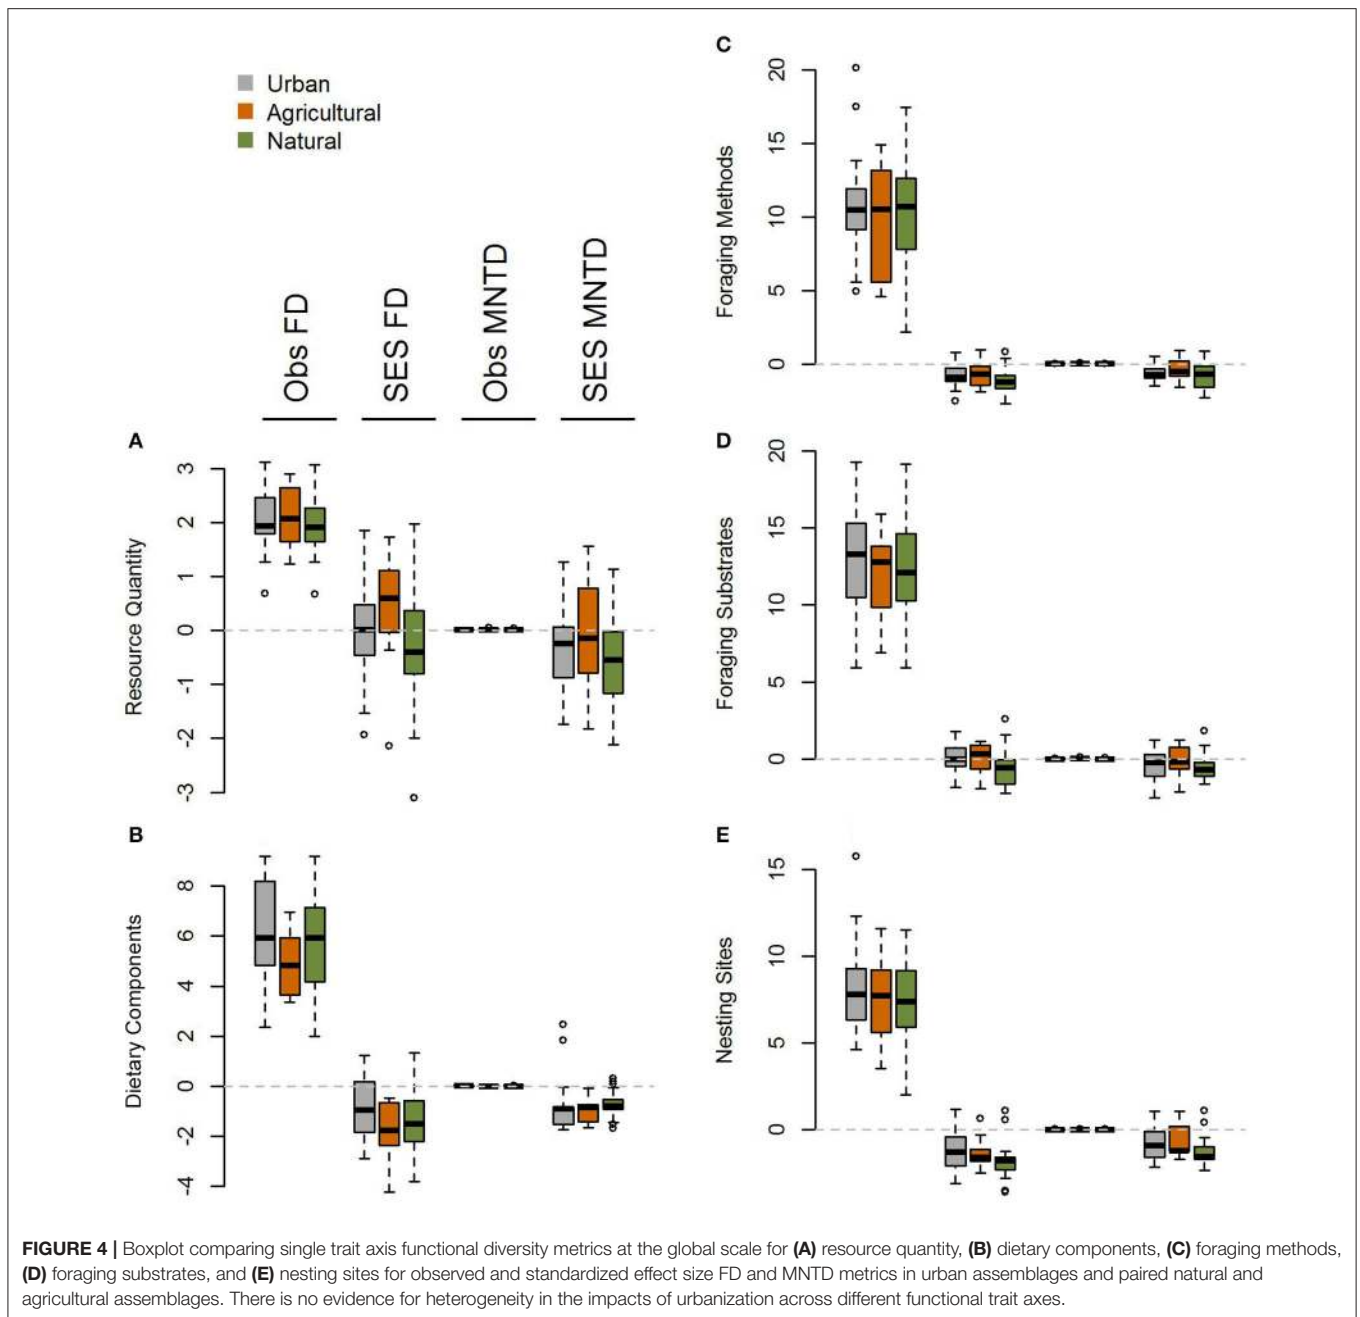 Urban
Agricultural
Natural
Obs FD
SES FD
Obs MNTD
SES MNTD
A
Resource Quantity
3
2
1
0
-1
-2
-3
B
Dietary Components
8
6
4
2
0
-2
-4
C
Foraging Methods
20
15
10
5
0
D
Foraging Substrates
20
15
10
5
0
E
Nesting Sites
15
10
5
0
FIGURE 4 | Boxplot comparing single trait axis functional diversity metrics at the global scale for (A) resource quantity, (B) dietary components, (C) foraging methods,
(D) foraging substrates, and (E) nesting sites for observed and standardized effect size FD and MNTD metrics in urban assemblages and paired natural and
agricultural assemblages. There is no evidence for heterogeneity in the impacts of urbanization across different functional trait axes.